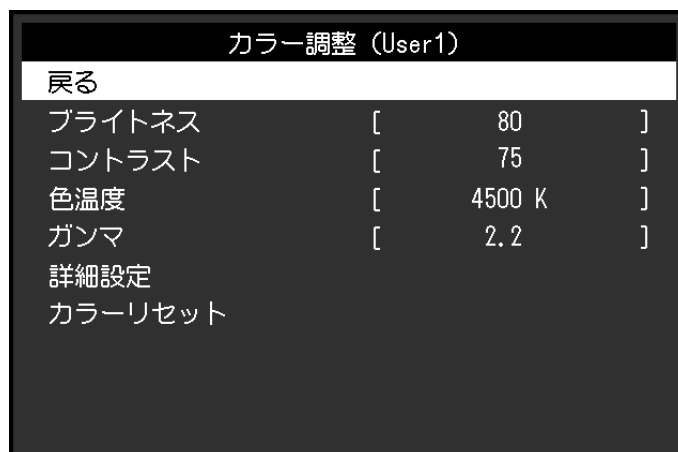 カラー調整 (User1)
戻る
ブライトネス [ 80 ]
コントラスト [ 75 ]
色温度 [ 4500 K ]
ガンマ [ 2.2 ]
詳細設定
カラーリセット